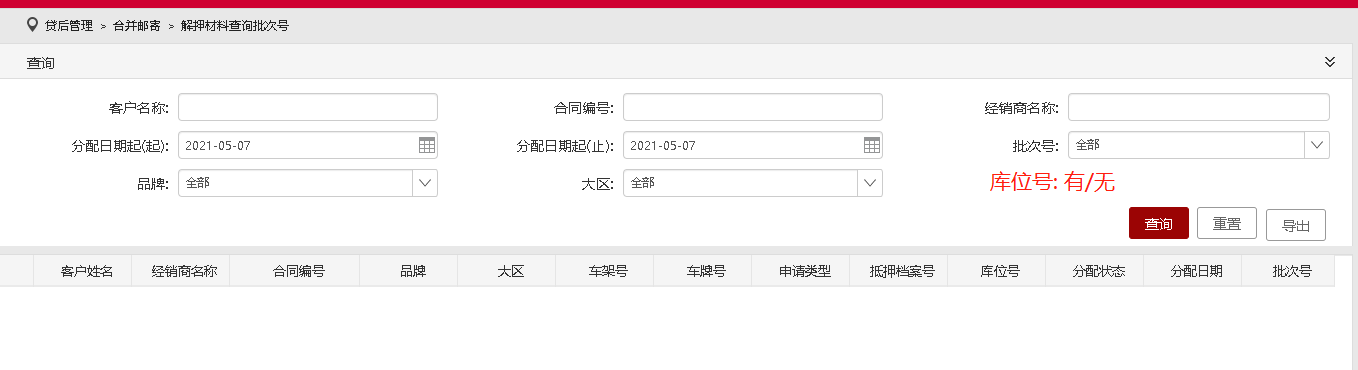 贷后管理 > 合并邮寄 > 解押材料查询批次号
查询
客户名称: 合同编号: 经销商名称:
分配日期起(起): 2021-05-07 分配日期起(止): 2021-05-07 批次号: 全部
品牌: 全部 大区: 全部 库位号: 有/无
查询 重置 导出
客户姓名 经销商名称 合同编号 品牌 大区 车架号 车牌号 申请类型 抵押档案号 库位号 分配状态 分配日期 批次号